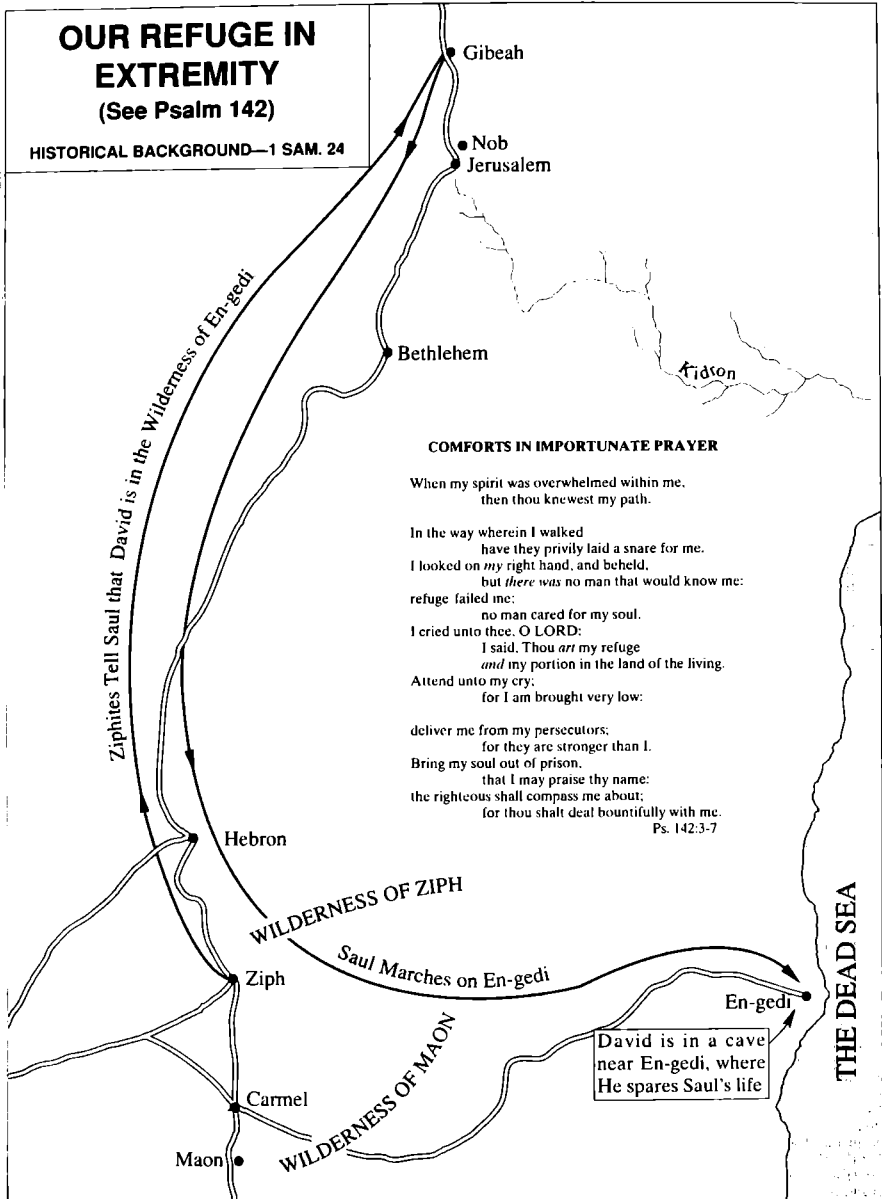 OUR REFUGE IN
EXTREMITY
(See Psalm 142)
HISTORICAL BACKGROUND—1 SAM. 24
Gibeah
Nob
Jerusalem
Ziphites Tell Saul that David is in the Wilderness of En-gedi
Bethlehem
Kidron
COMFORTS IN IMPORTUNATE PRAYER
When my spirit was overwhelmed within me,
then thou knewest my path.
In the way wherein I walked
have they privily laid a snare for me.
I looked on my right hand, and beheld,
but there was no man that would know me:
refuge failed me;
no man cared for my soul.
I cried unto thee, O LORD:
I said, Thou art my refuge
and my portion in the land of the living.
Attend unto my cry;
for I am brought very low:
deliver me from my persecutors;
for they are stronger than I.
Bring my soul out of prison,
that I may praise thy name:
the righteous shall compass me about;
for thou shalt deal bountifully with me.
Ps. 142:3-7
Hebron
WILDERNESS OF ZIPH
Ziph
Saul Marches on En-gedi
En-gedi
THE DEAD SEA
David is in a cave
near En-gedi, where
He spares Saul's life
WILDERNESS OF MAON
Carmel
Maon